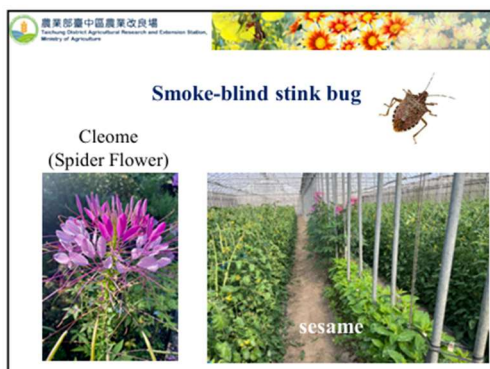 農業部臺中區農業改良場
Taichung District Agricultural Research and Extension Station,
Ministry of Agriculture
Smoke-blind stink bug
Cleome
(Spider Flower)
sesame